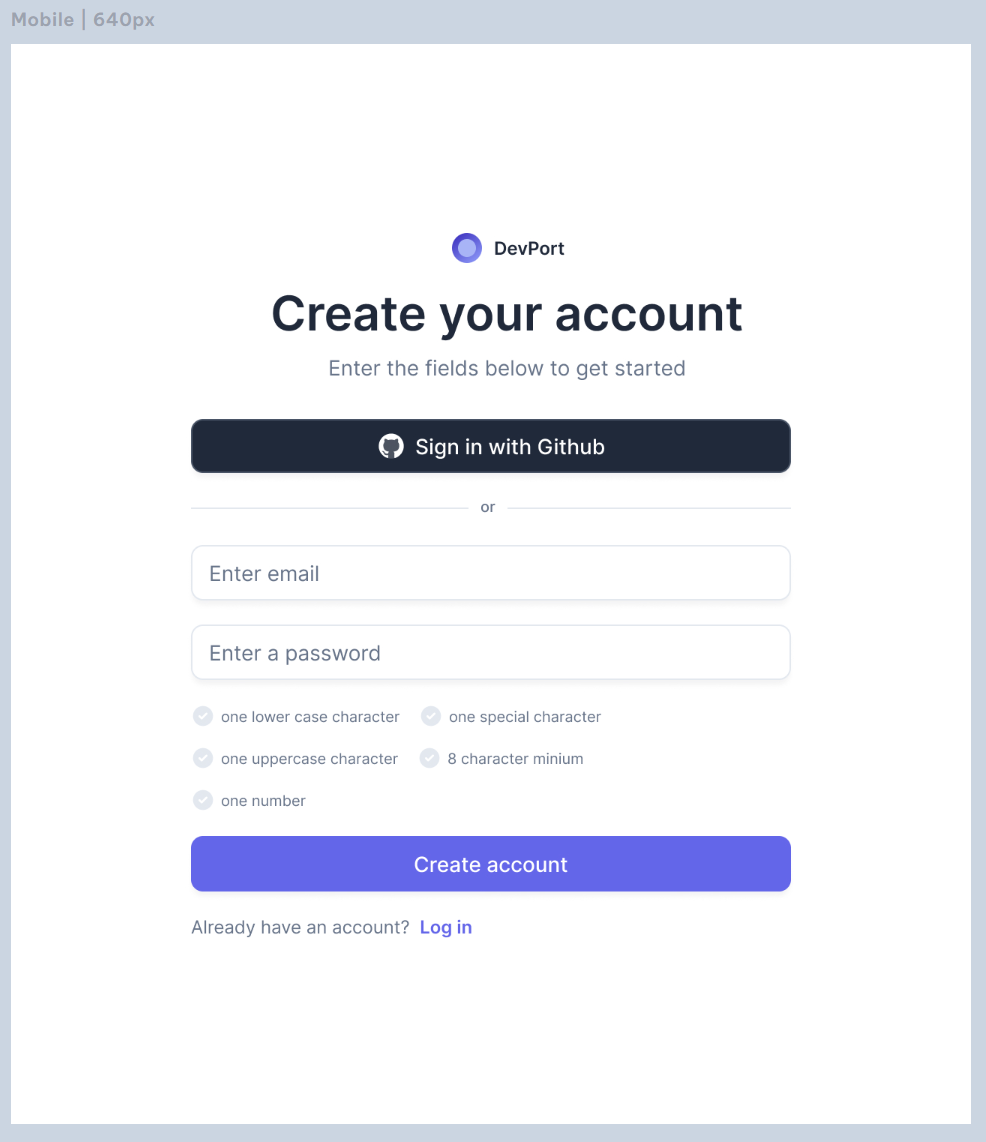 Mobile | 640px
DevPort
Create your account
Enter the fields below to get started
Sign in with Github
or
Enter email
Enter a password
one lower case character one special character
one uppercase character 8 character minium
one number
Create account
Already have an account? Log in